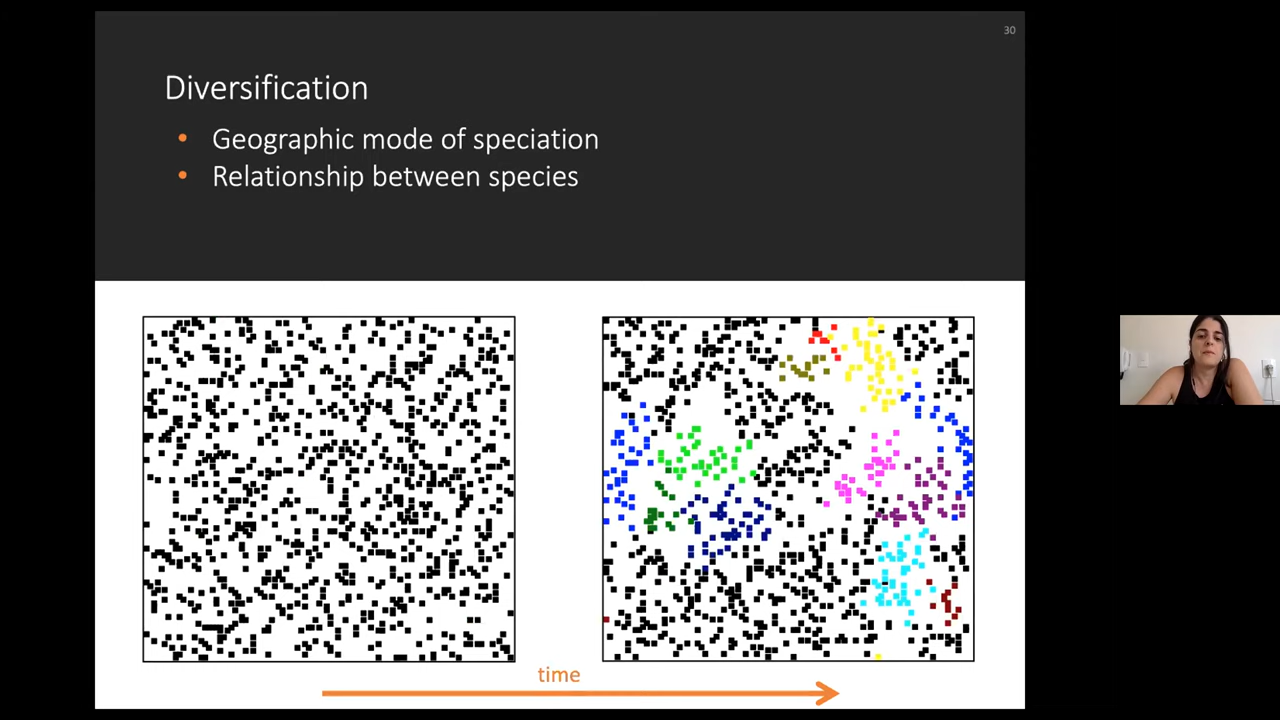 30
Diversification
• Geographic mode of speciation
• Relationship between species
time